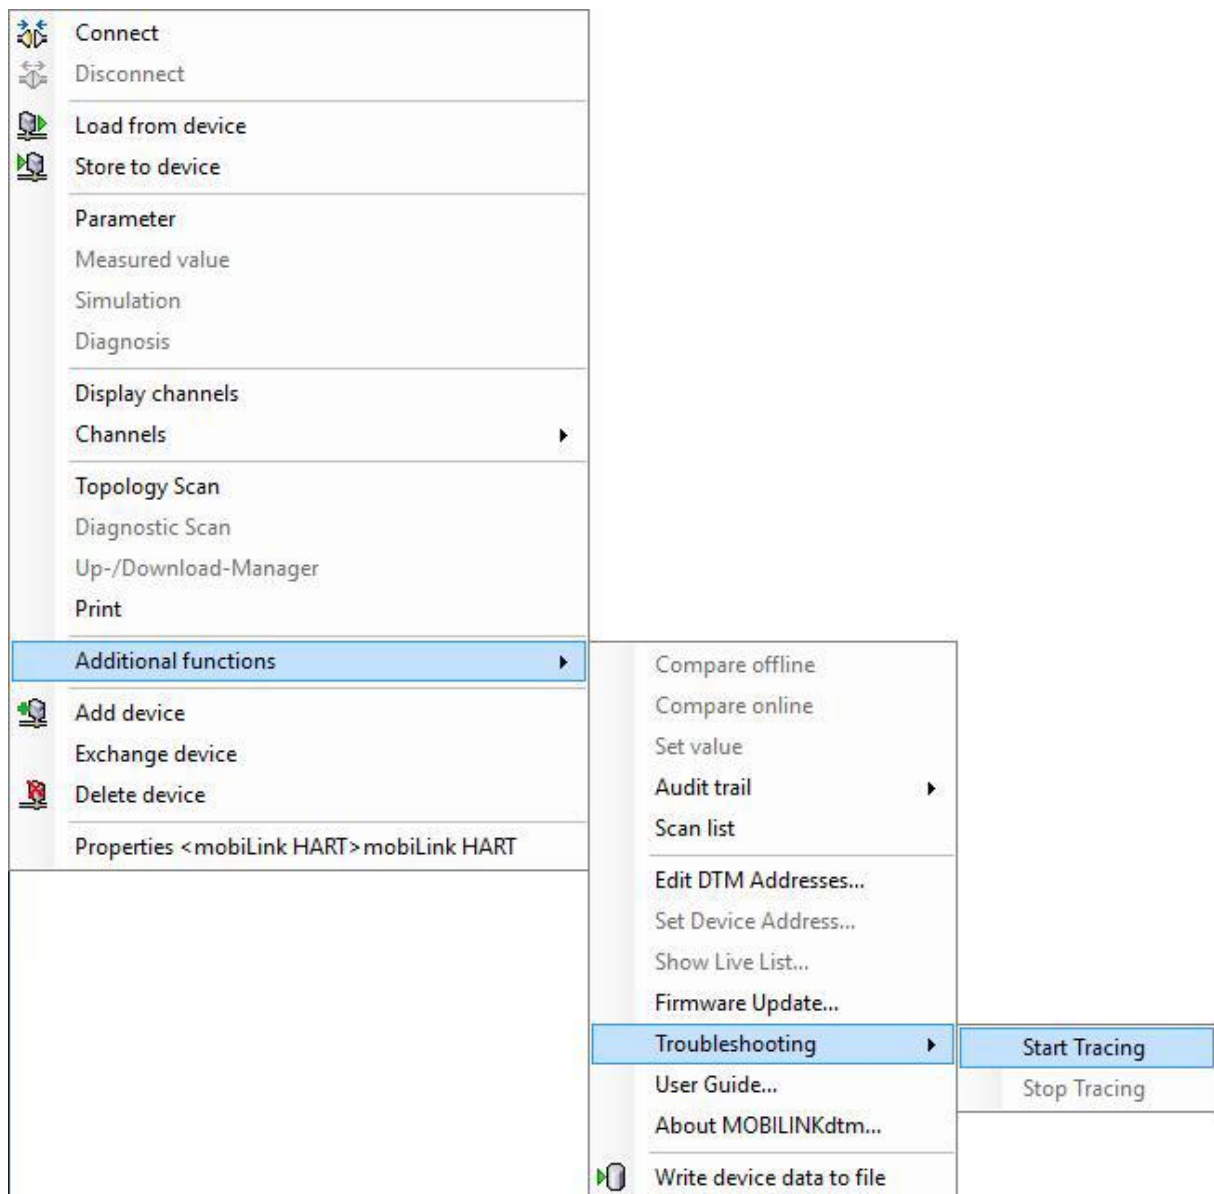 Connect
Disconnect
Load from device
Store to device
Parameter
Measured value
Simulation
Diagnosis
Display channels
Channels
Topology Scan
Diagnostic Scan
Up-/Download-Manager
Print
Additional functions
Add device
Exchange device
Delete device
Properties <mobiLink HART>mobiLink HART
Compare offline
Compare online
Set value
Audit trail
Scan list
Edit DTM Addresses...
Set Device Address...
Show Live List...
Firmware Update...
Troubleshooting
User Guide...
About MOBILINKdtm...
Write device data to file
Start Tracing
Stop Tracing